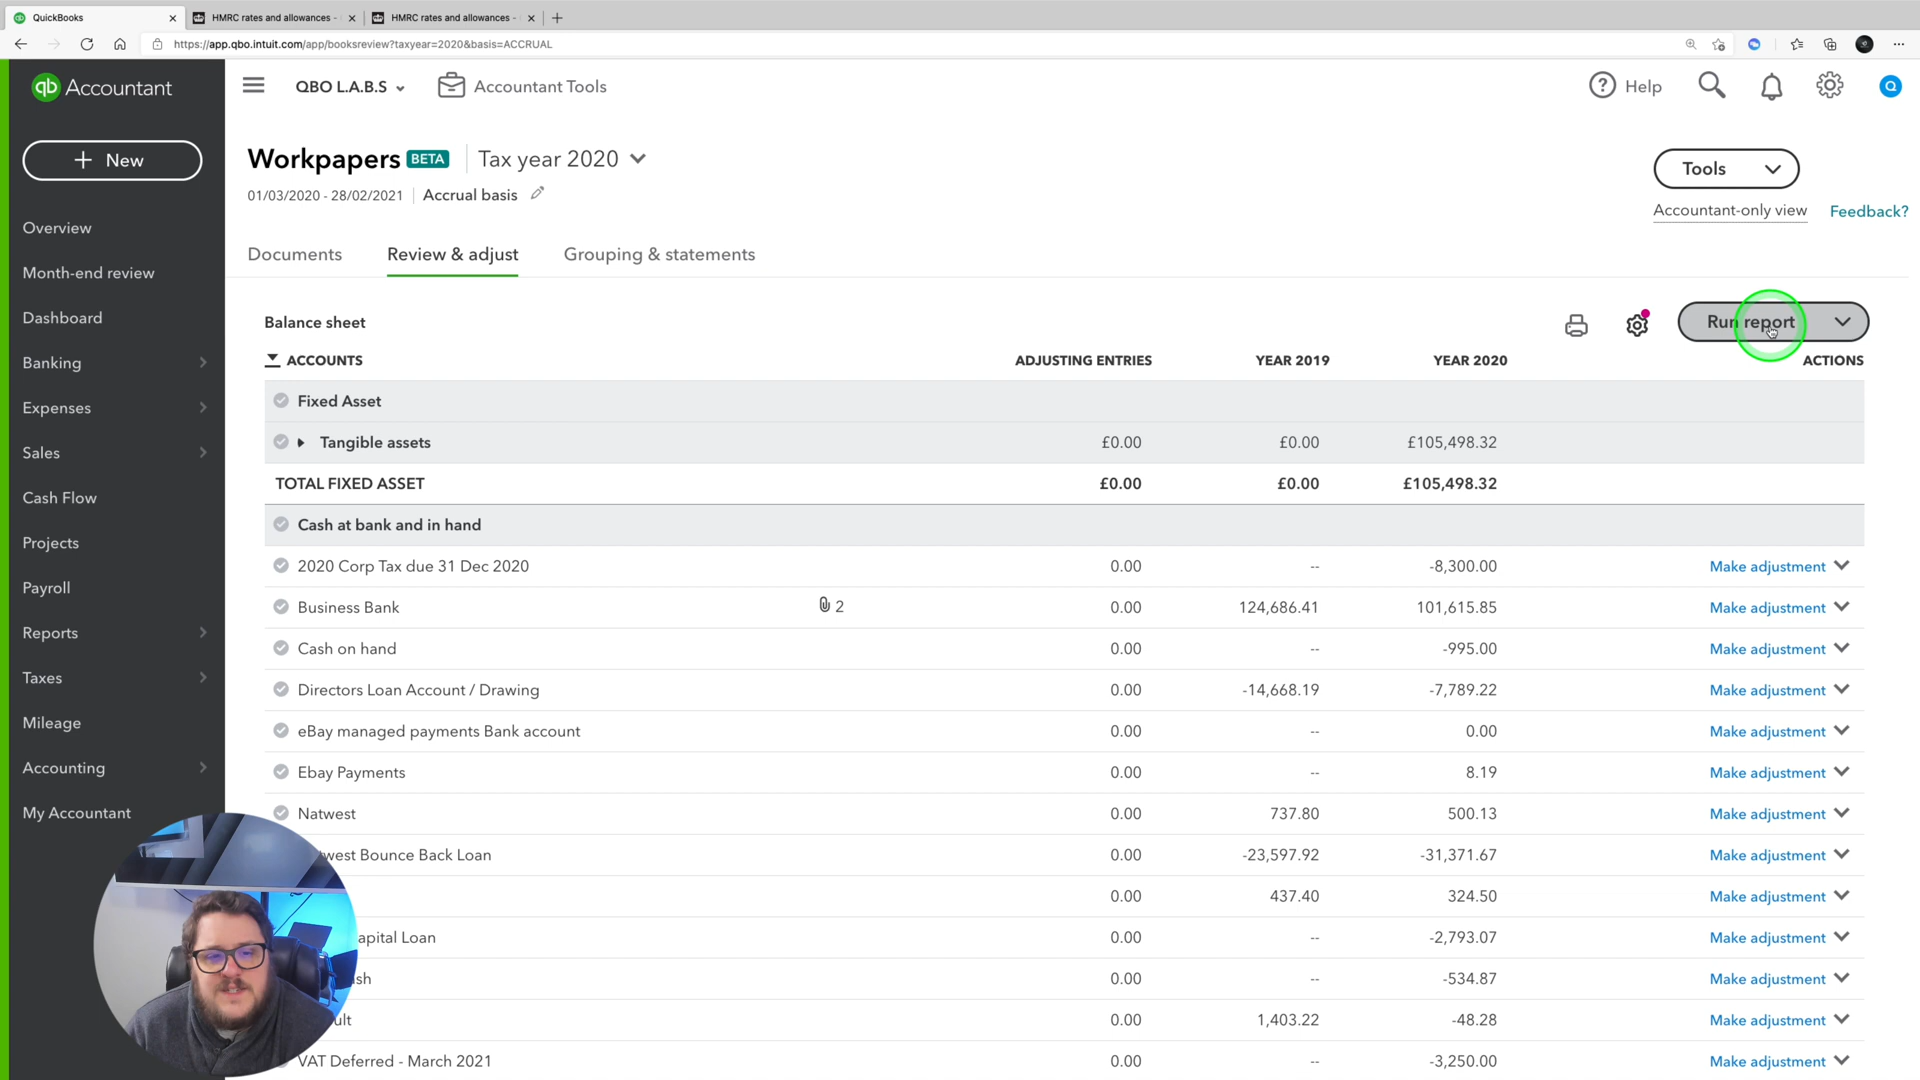 QuickBooks
HMRC rates and allowances -
HMRC rates and allowances -
https://app.qbo.intuit.com/app/booksreview?taxyear=2020&basis=ACCRUAL
qb Accountant
QBO L.A.B.S
Accountant Tools
Help
Q
+ New
Workpapers BETA
Tax year 2020
Tools
01/03/2020 - 28/02/2021
Accrual basis
Accountant-only view
Feedback?
Overview
Month-end review
Dashboard
Banking
Expenses
Sales
Cash Flow
Projects
Payroll
Reports
Taxes
Mileage
Accounting
My Accountant
Documents
Review & adjust
Grouping & statements
Balance sheet
Run report
ACCOUNTS ADJUSTING ENTRIES YEAR 2019 YEAR 2020 ACTIONS
Fixed Asset
Tangible assets £0.00 £0.00 £105,498.32
TOTAL FIXED ASSET £0.00 £0.00 £105,498.32
Cash at bank and in hand
2020 Corp Tax due 31 Dec 2020 0.00 -- -8,300.00 Make adjustment
Business Bank 2 0.00 124,686.41 101,615.85 Make adjustment
Cash on hand 0.00 -- -995.00 Make adjustment
Directors Loan Account / Drawing 0.00 -14,668.19 -7,789.22 Make adjustment
eBay managed payments Bank account 0.00 -- 0.00 Make adjustment
Ebay Payments 0.00 -- 8.19 Make adjustment
Natwest 0.00 737.80 500.13 Make adjustment
west Bounce Back Loan 0.00 -23,597.92 -31,371.67 Make adjustment
0.00 437.40 324.50 Make adjustment
apital Loan 0.00 -- -2,793.07 Make adjustment
sh 0.00 -- -534.87 Make adjustment
ult 0.00 1,403.22 -48.28 Make adjustment
VAT Deferred - March 2021 0.00 -- -3,250.00 Make adjustment